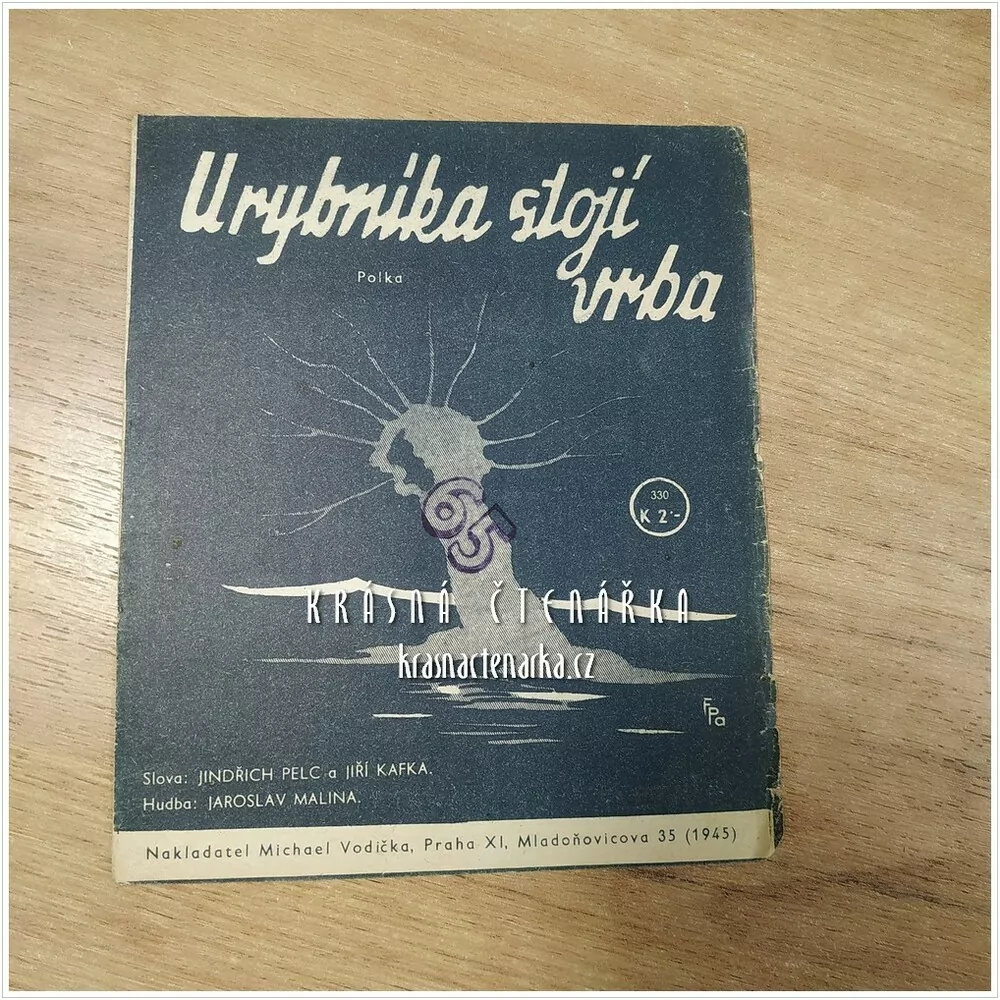 U rybníka stojí
vrba
Polka
330
K 2·-
65
KRÁSNÁ ČTENÁŘKA
krasnactenarka.cz
FPa
Slova: JINDŘICH PELC a JIŘÍ KAFKA.
Hudba: JAROSLAV MALINA.
Nakladatel Michael Vodička, Praha XI, Mladoňovicova 35 (1945)